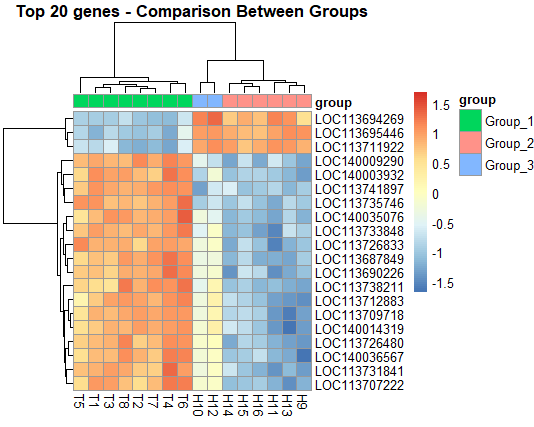 Top 20 genes - Comparison Between Groups
group
LOC113694269
LOC113695446
LOC113711922
LOC140009290
LOC140003932
LOC113741897
LOC113735746
LOC140035076
LOC113733848
LOC113726833
LOC113687849
LOC113690226
LOC113738211
LOC113712883
LOC113709718
LOC140014319
LOC113726480
LOC140036567
LOC113731841
LOC113707222
T5 T1 T3 T8 T2 T7 T4 T6 H10 H12 H14 H15 H16 H11 H13 H9
1.5
1
0.5
0
-0.5
-1
-1.5
group
Group_1
Group_2
Group_3